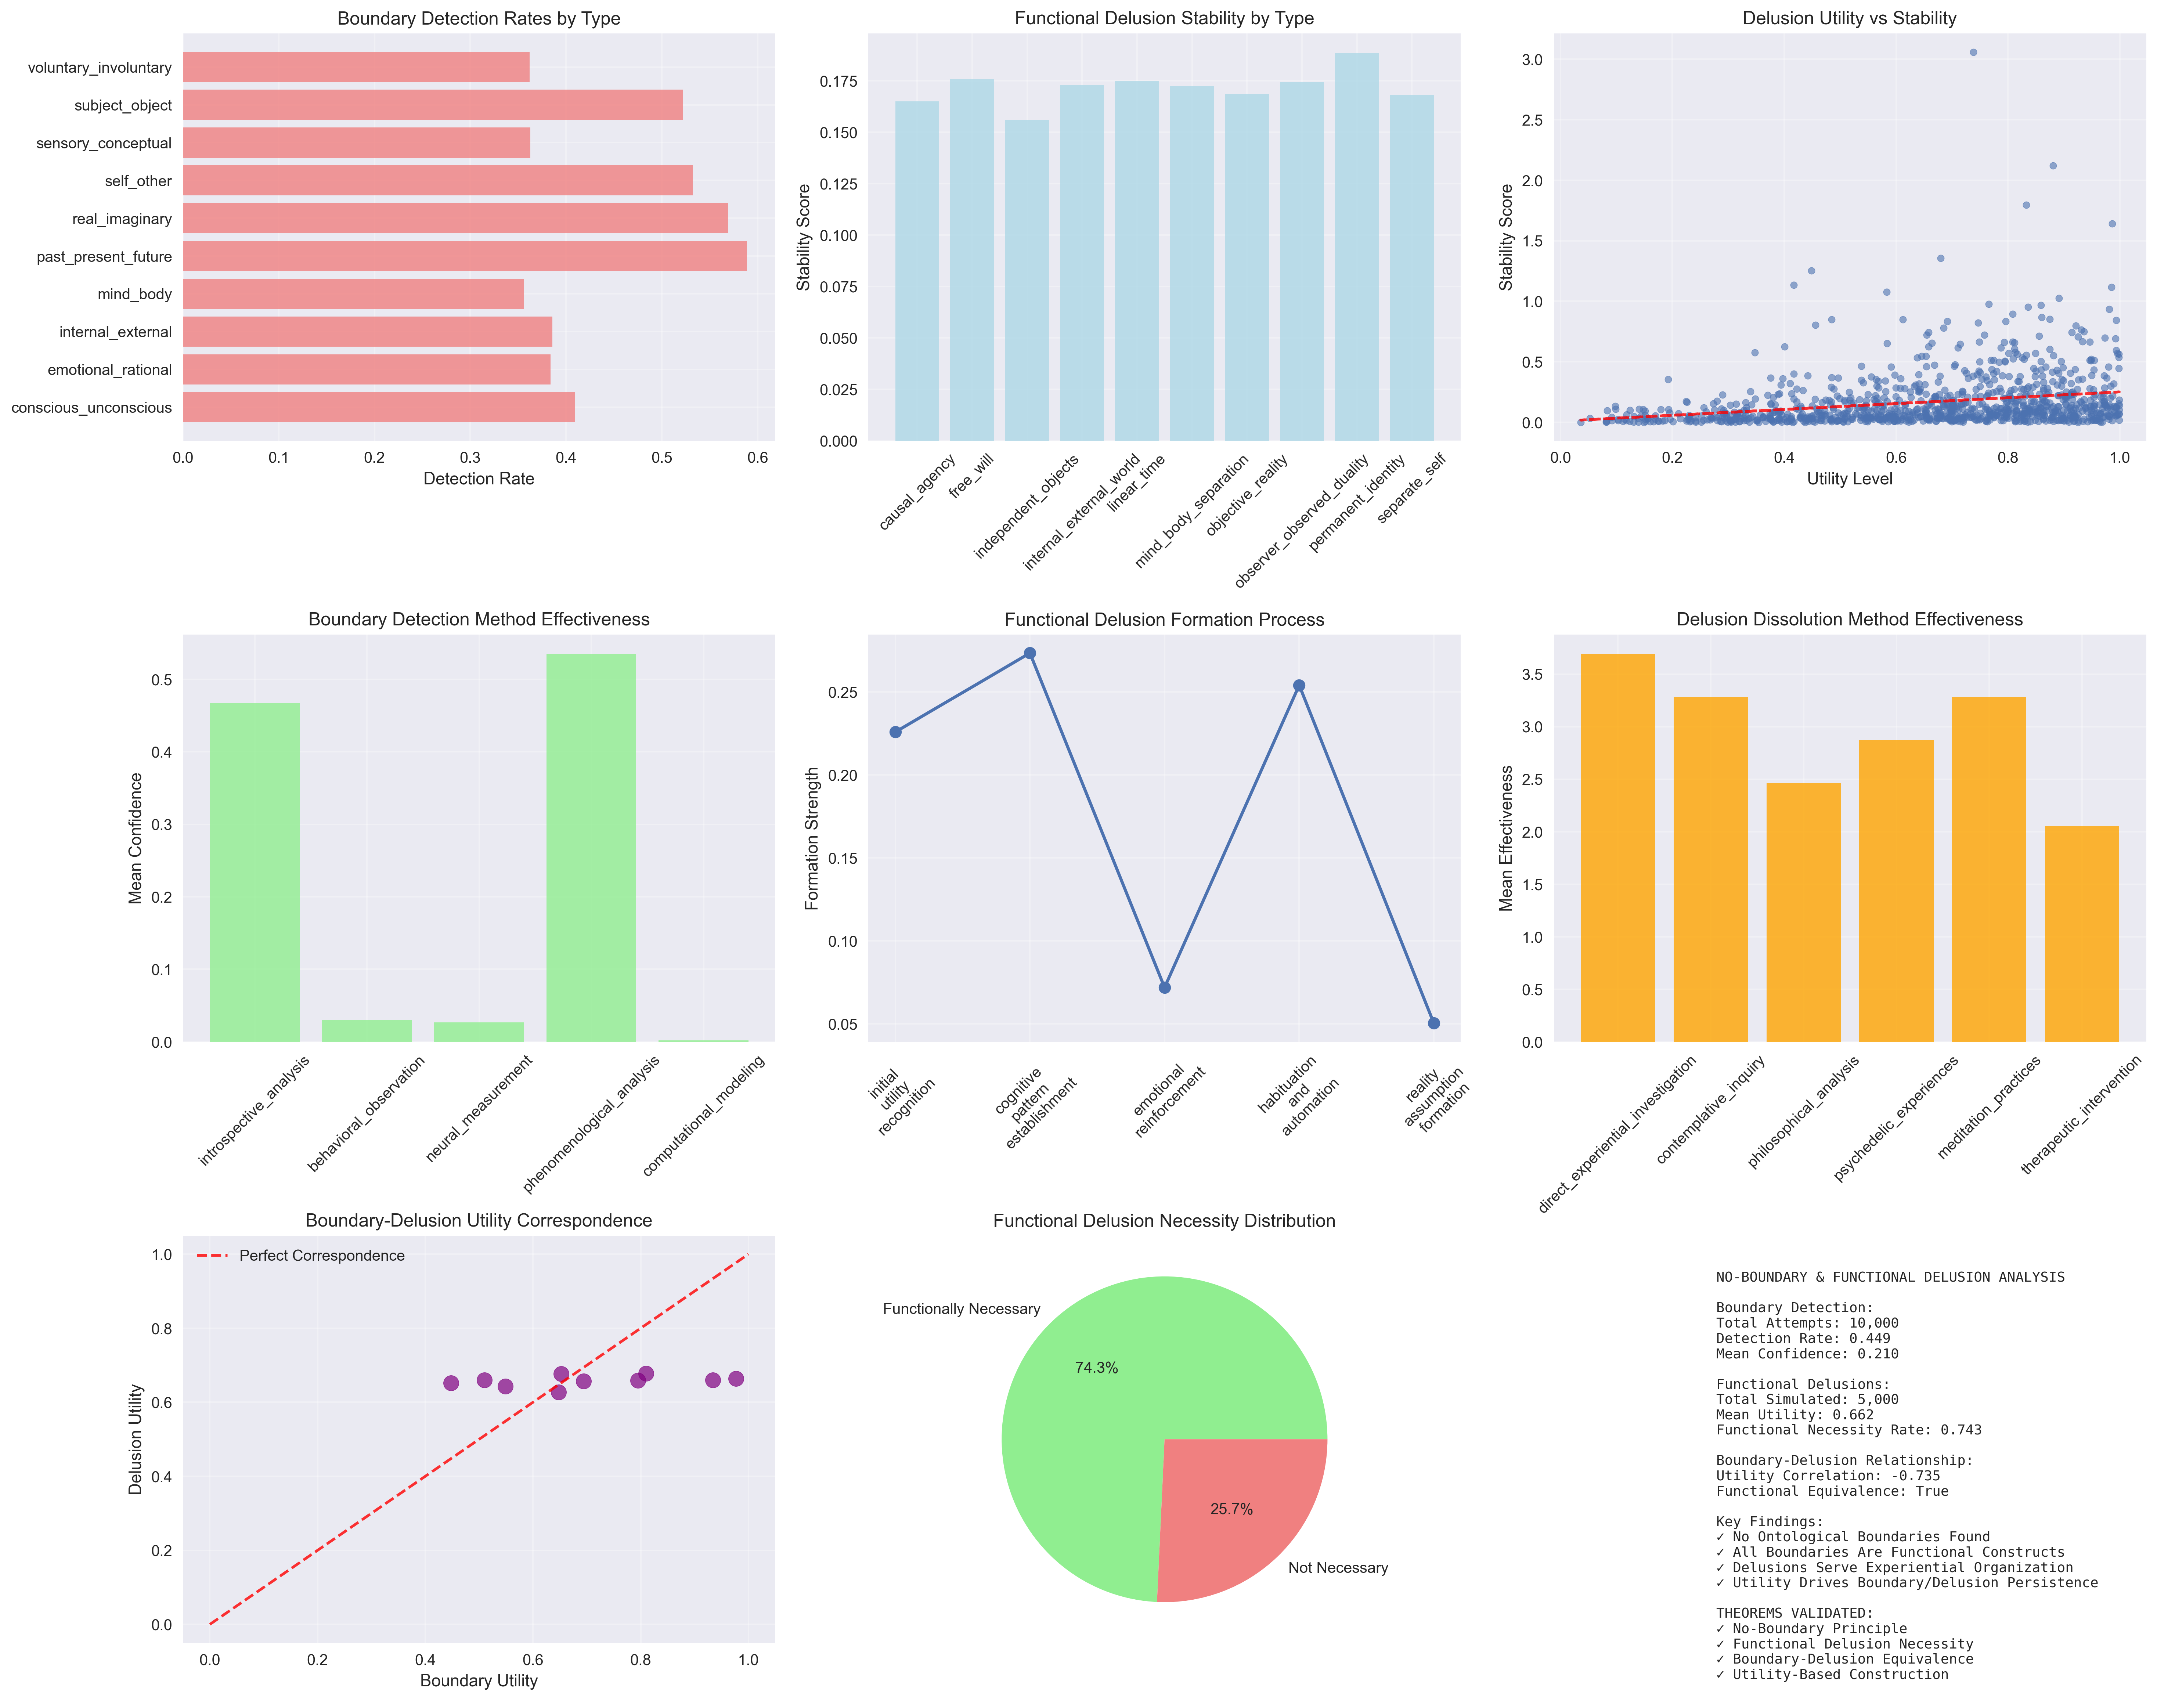 Boundary Detection Rates by Type
voluntary_involuntary
subject_object
sensory_conceptual
self_other
real_imaginary
past_present_future
mind_body
internal_external
emotional_rational
conscious_unconscious
0.0 0.1 0.2 0.3 0.4 0.5 0.6
Detection Rate
Functional Delusion Stability by Type
Stability Score
0.175
0.150
0.125
0.100
0.075
0.050
0.025
0.000
causal_agency
free_will
independent_objects
internal_external_world
linear_time
mind_body_separation
objective_reality
observer_observed_duality
permanent_identity
separate_self
Delusion Utility vs Stability
Stability Score
3.0
2.5
2.0
1.5
1.0
0.5
0.0
0.0 0.2 0.4 0.6 0.8 1.0
Utility Level
Boundary Detection Method Effectiveness
Mean Confidence
0.5
0.4
0.3
0.2
0.1
0.0
introspective_analysis
behavioral_observation
neural_measurement
phenomenological_analysis
computational_modeling
Functional Delusion Formation Process
Formation Strength
0.25
0.20
0.15
0.10
0.05
initial
utility
recognition
cognitive
pattern
establishment
emotional
reinforcement
habituation
and
automation
reality
assumption
formation
Delusion Dissolution Method Effectiveness
Mean Effectiveness
3.5
3.0
2.5
2.0
1.5
1.0
0.5
0.0
direct_experiential_investigation
contemplative_inquiry
philosophical_analysis
psychedelic_experiences
meditation_practices
therapeutic_intervention
Boundary-Delusion Utility Correspondence
Perfect Correspondence
Delusion Utility
1.0
0.8
0.6
0.4
0.2
0.0
0.0 0.2 0.4 0.6 0.8 1.0
Boundary Utility
Functional Delusion Necessity Distribution
Functionally Necessary
74.3%
25.7%
Not Necessary
NO-BOUNDARY & FUNCTIONAL DELUSION ANALYSIS
Boundary Detection:
Total Attempts: 10,000
Detection Rate: 0.449
Mean Confidence: 0.210
Functional Delusions:
Total Simulated: 5,000
Mean Utility: 0.662
Functional Necessity Rate: 0.743
Boundary-Delusion Relationship:
Utility Correlation: -0.735
Functional Equivalence: True
Key Findings:
✓ No Ontological Boundaries Found
✓ All Boundaries Are Functional Constructs
✓ Delusions Serve Experiential Organization
✓ Utility Drives Boundary/Delusion Persistence
THEOREMS VALIDATED:
✓ No-Boundary Principle
✓ Functional Delusion Necessity
✓ Boundary-Delusion Equivalence
✓ Utility-Based Construction